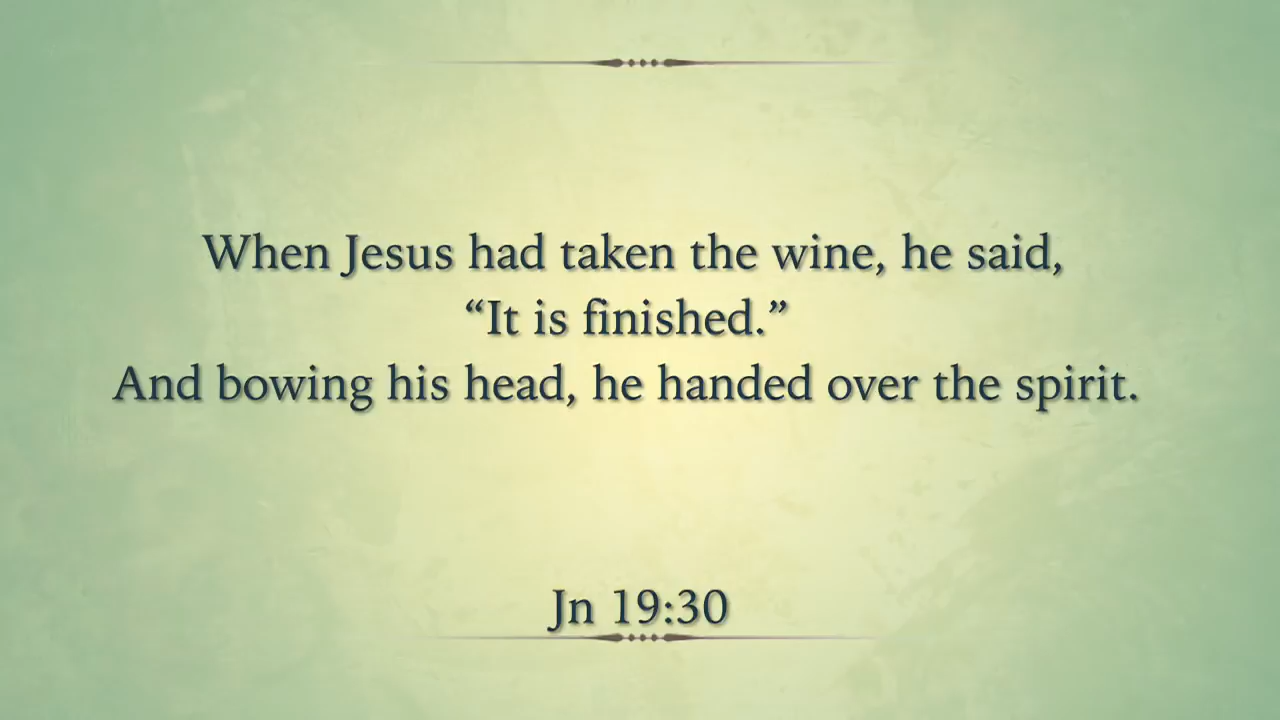 When Jesus had taken the wine, he said,
“It is finished.”
And bowing his head, he handed over the spirit.
Jn 19:30